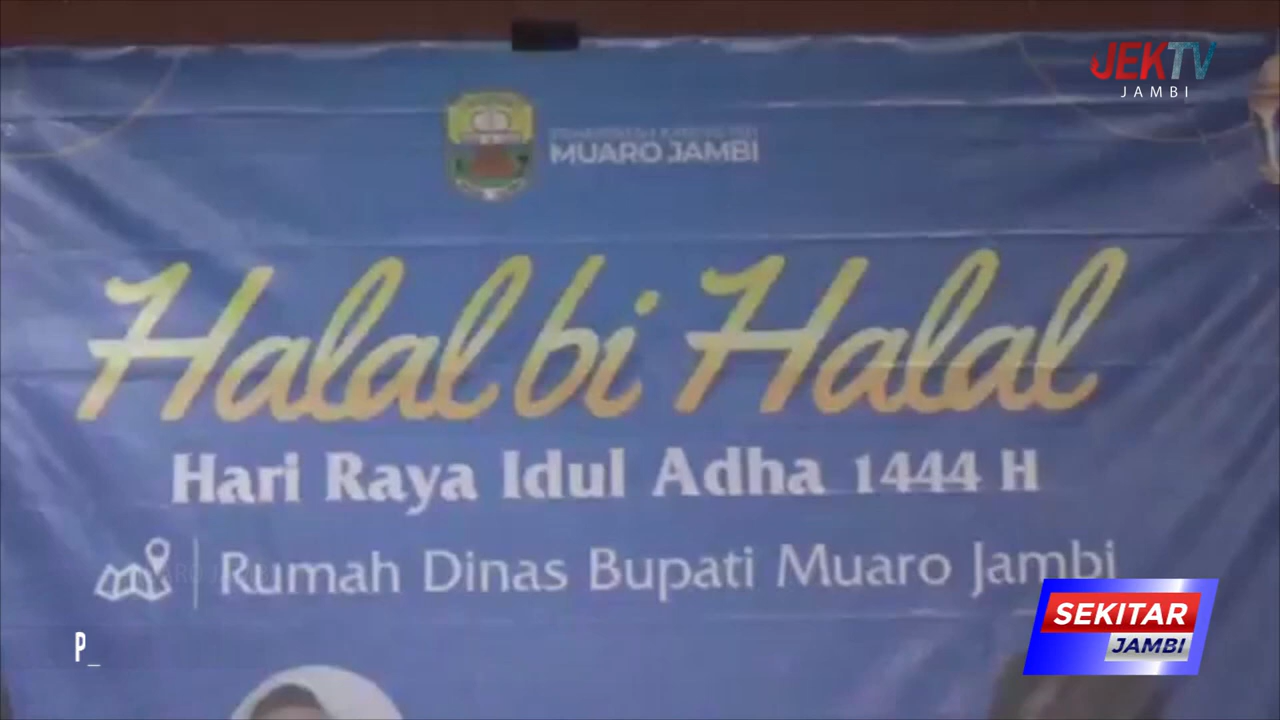 JEKTV
JAMBI
MUARO JAMBI
Halal bi Halal
Hari Raya Idul Adha 1444 H
Rumah Dinas Bupati Muaro Jambi
SEKITAR
JAMBI
P_